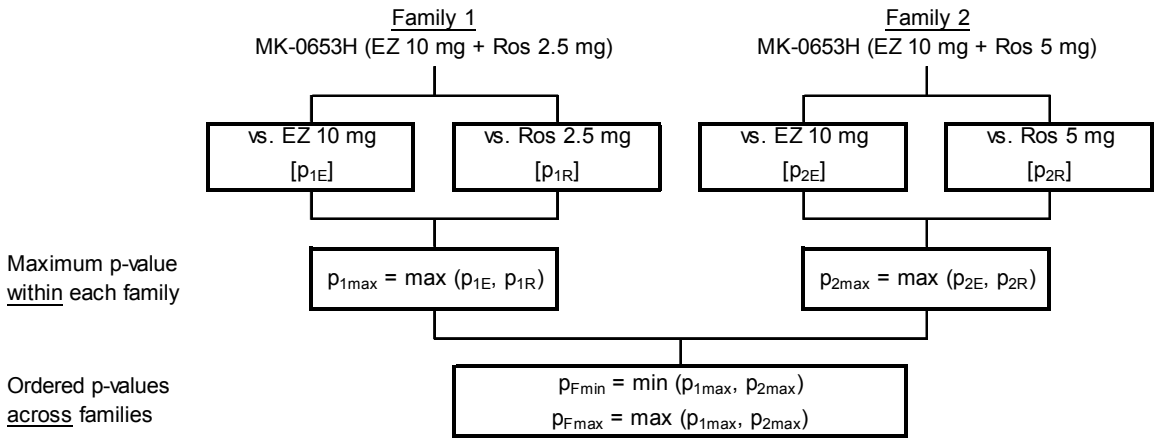 Family 1
MK-0653H (EZ 10 mg + Ros 2.5 mg)
Family 2
MK-0653H (EZ 10 mg + Ros 5 mg)
vs. EZ 10 mg
[p1E]
vs. Ros 2.5 mg
[p1R]
vs. EZ 10 mg
[p2E]
vs. Ros 5 mg
[p2R]
Maximum p-value
within each family
p1max = max (p1E, p1R)
p2max = max (p2E, p2R)
Ordered p-values
across families
pFmin = min (p1max, p2max)
pFmax = max (p1max, p2max)